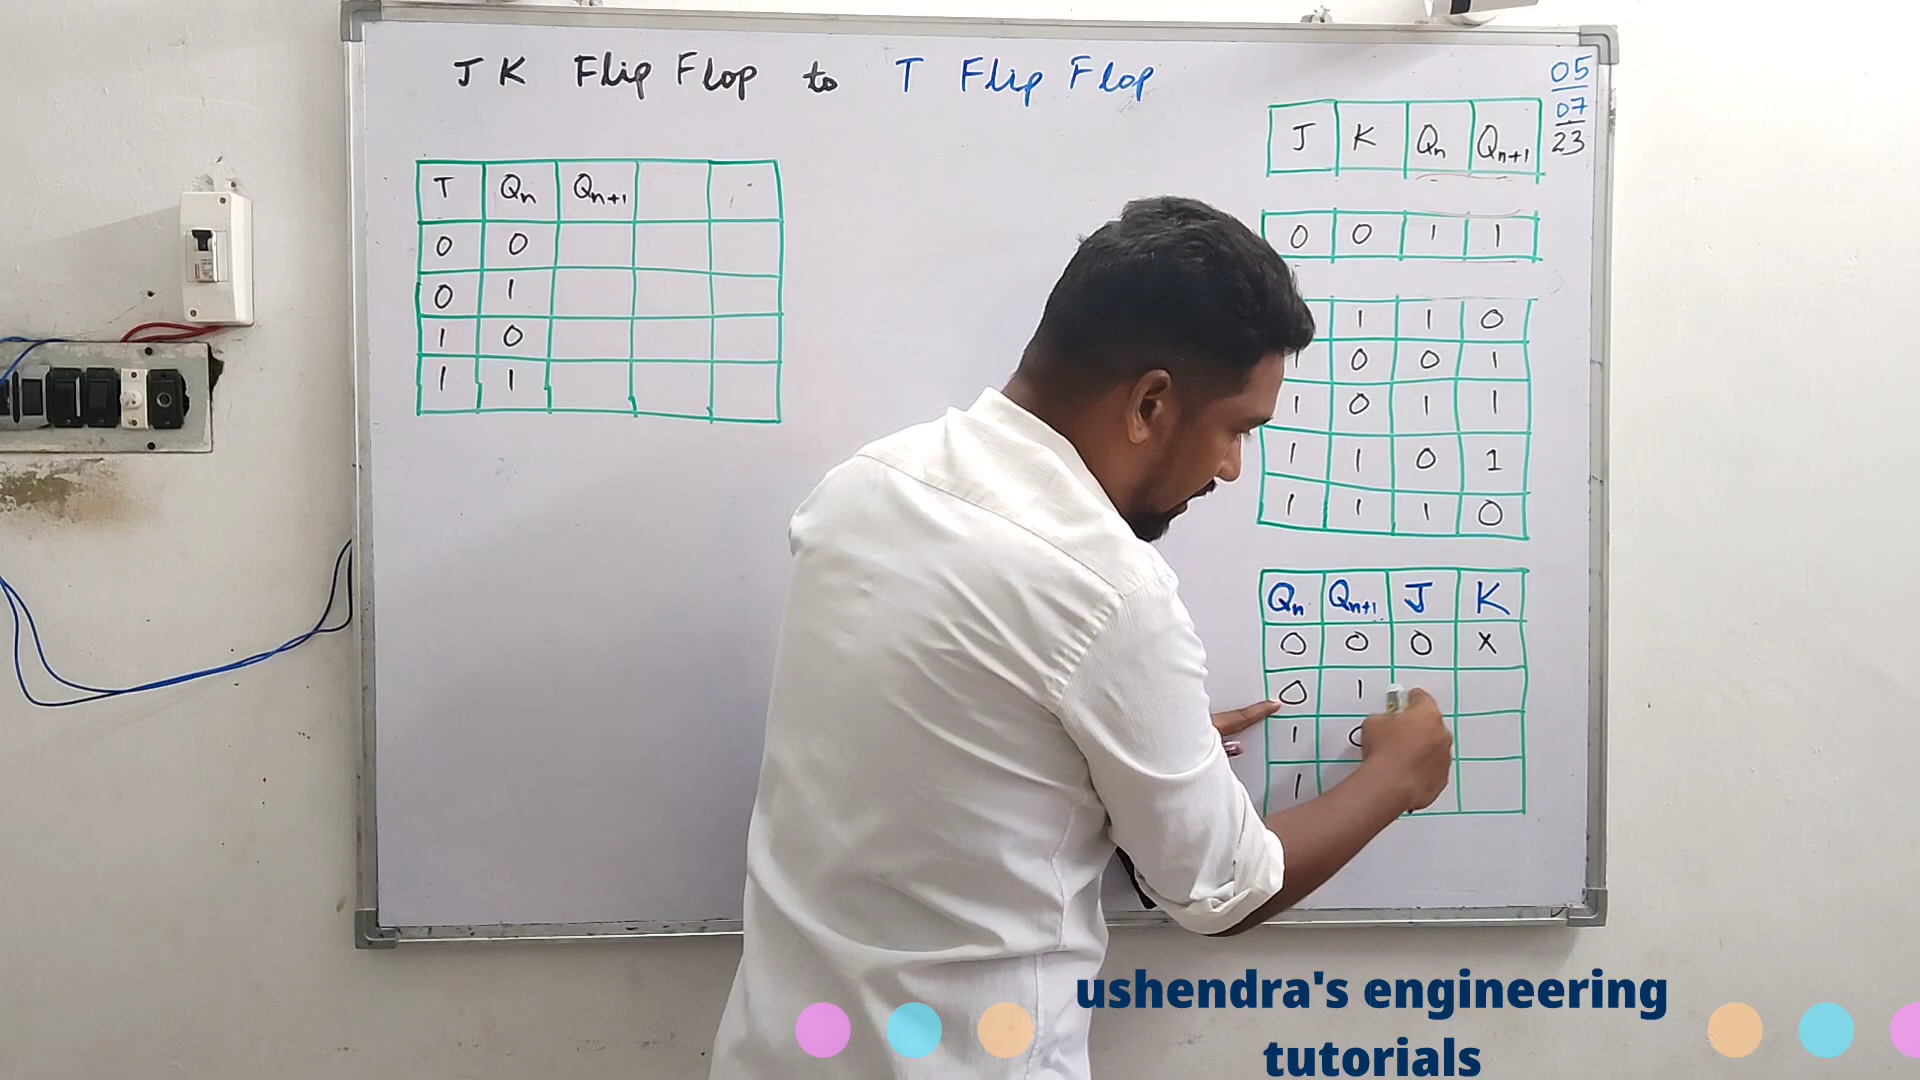 JK Flip Flop to T Flip Flop
05
07
23
J K Qn Qn+1
0 0 1 1
1 1 0
1 0 0 1
1 0 1 1
1 1 0 1
1 1 1 0
T Qn Qn+1
0 0
0 1
1 0
1 1
Qn Qn+1 J K
0 0 0 X
0 1
1 0
1
ushendra's engineering
tutorials